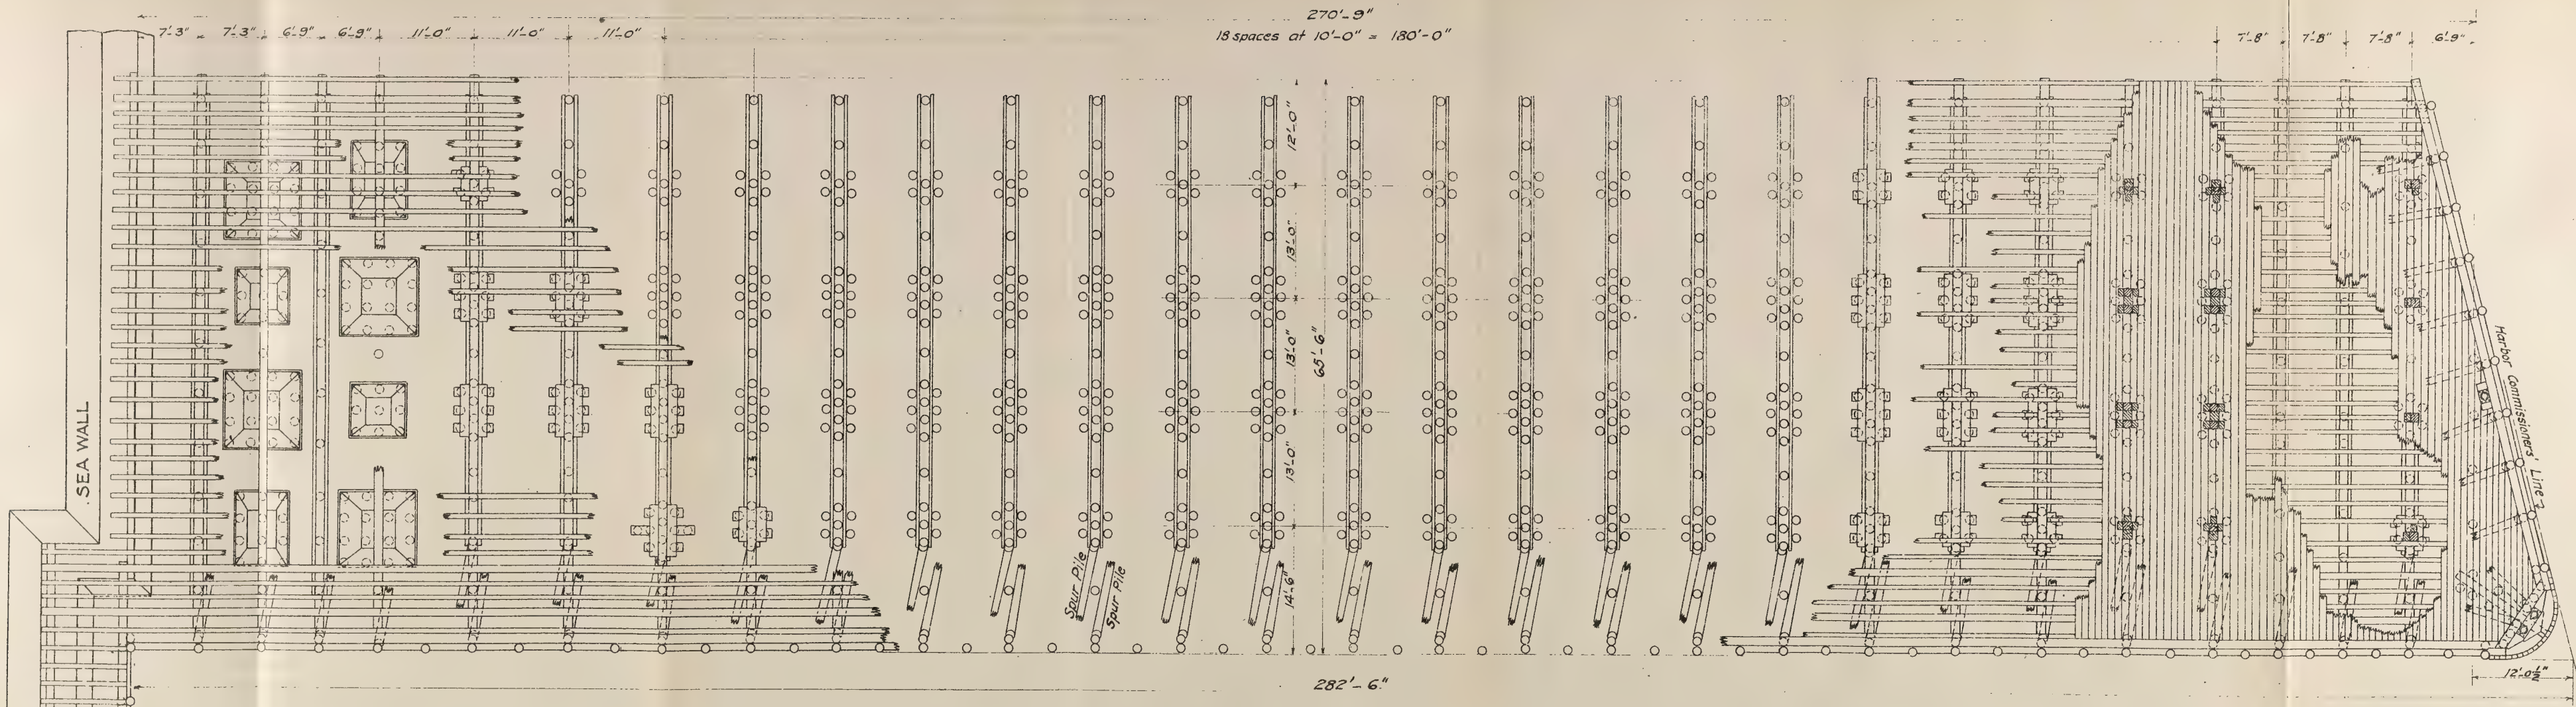 270'-9"
7'-3" 7'-3" 6'-9" 6'-9" 11'-0" 11'-0" 11'-0" 18 spaces at 10'-0" = 180'-0" 7'-8" 7'-8" 7'-8" 6'-9"
12'-0"
13'-0"
13'-0"
65'-6"
13'-0"
14'-6"
SEA WALL
Spur Pile
Spur Pile
Harbor Commissioners' Line
282'-6"
12'-0½"